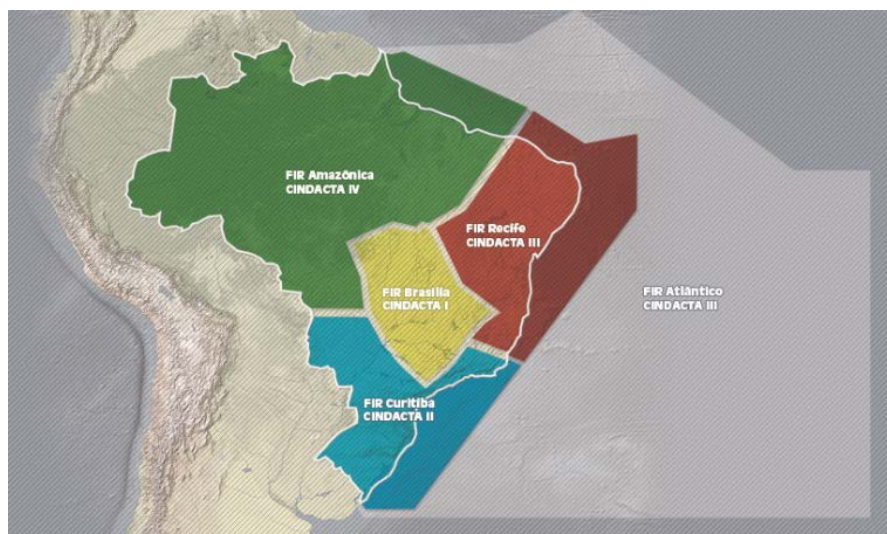 FIR Amazônica
CINDACTA IV
FIR Recife
CINDACTA III
FIR Brasília
CINDACTA I
FIR Atlântico
CINDACTA III
FIR Curitiba
CINDACTA II